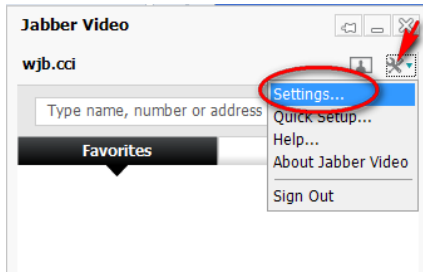 Jabber Video
wjb.cci
Settings...
Type name, number or address
Quick Setup...
Help...
Favorites
About Jabber Video
Sign Out